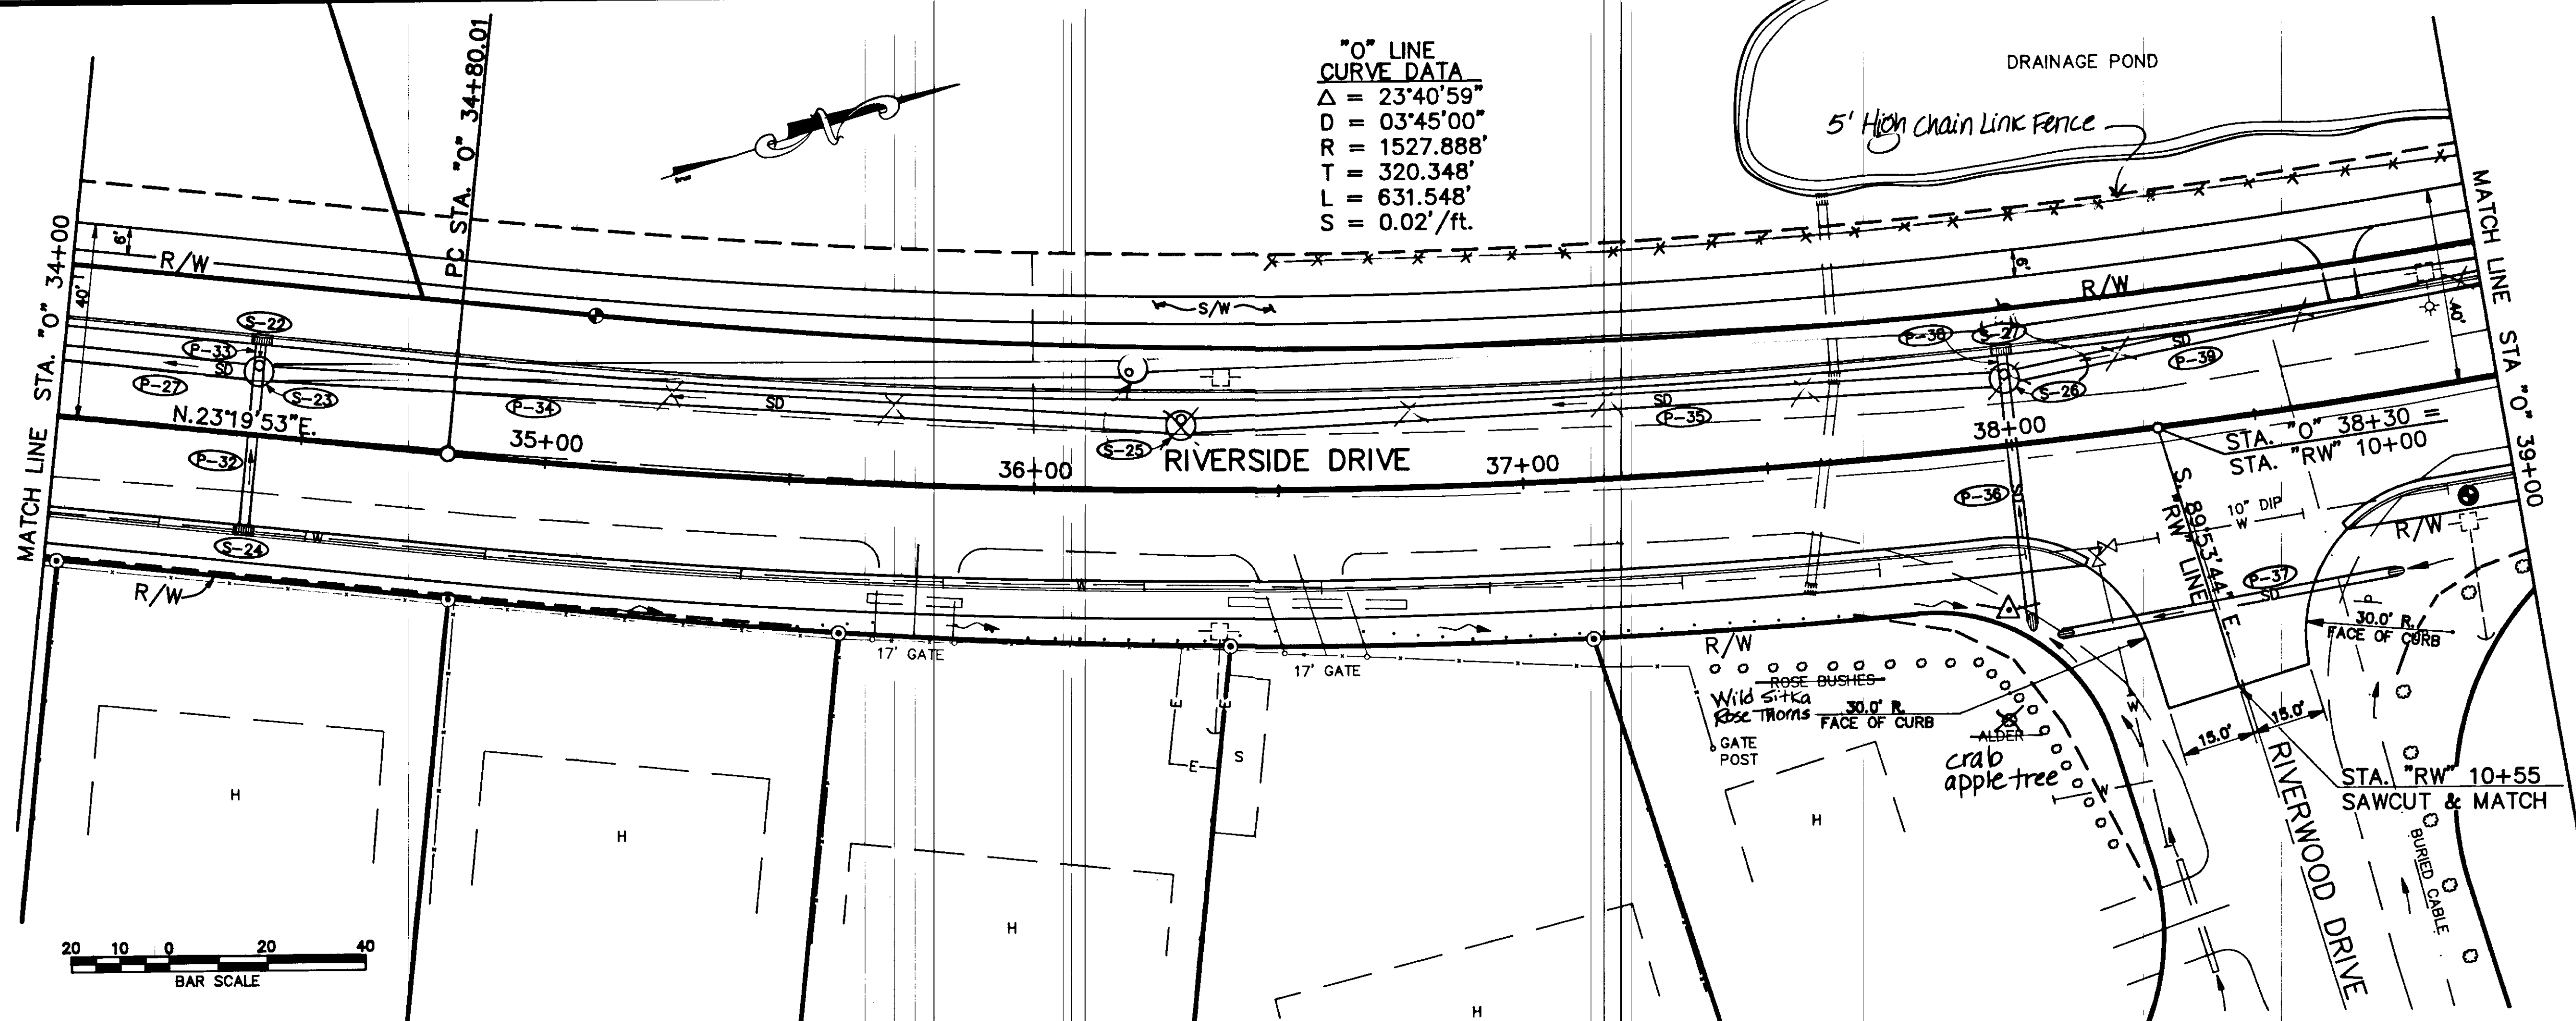 "O" LINE
CURVE DATA
Δ = 23°40'59"
D = 03°45'00"
R = 1527.888'
T = 320.348'
L = 631.548'
S = 0.02'/ft.
DRAINAGE POND
5' High Chain Link Fence
MATCH LINE STA. "O" 34+00
PC STA. "O" 34+80.01
MATCH LINE STA. "O" 39+00
6'
R/W
40'
S/W
6'
R/W
40'
S-22
P-33
SD
P-27
S-23
N.23°19'53"E.
P-34
SD
S-25
SD
P-35
P-38
S-27
SD
P-39
S-26
35+00
36+00
RIVERSIDE DRIVE
37+00
38+00
STA. "O" 38+30 =
STA. "RW" 10+00
P-32
S-24
W
W
P-36
SD
S. 89°53'44" E.
"RW" LINE
10" DIP
W
R/W
P-37
SD
30.0' R.
FACE OF CURB
R/W
17' GATE
17' GATE
R/W
ROSE BUSHES
Wild Sitka
Rose Thorns
30.0' R.
FACE OF CURB
GATE
POST
ALDER
crab
apple tree
W
W
15.0'
15.0'
STA. "RW" 10+55
SAWCUT & MATCH
RIVERWOOD DRIVE
BURIED CABLE
E
E
E
S
H
H
H
H
H
20 10 0 20 40
BAR SCALE